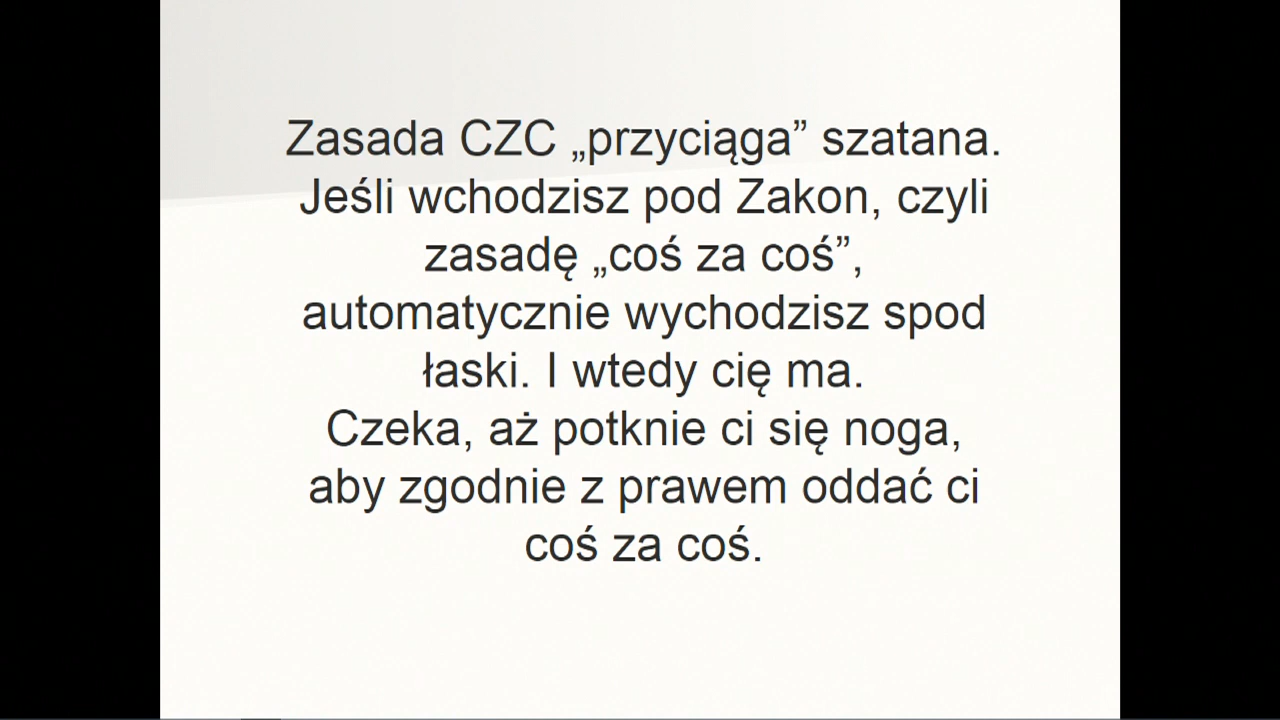 Zasada CZC „przyciąga” szatana.
Jeśli wchodzisz pod Zakon, czyli
zasadę „coś za coś”,
automatycznie wychodzisz spod
łaski. I wtedy cię ma.
Czeka, aż potknie ci się noga,
aby zgodnie z prawem oddać ci
coś za coś.